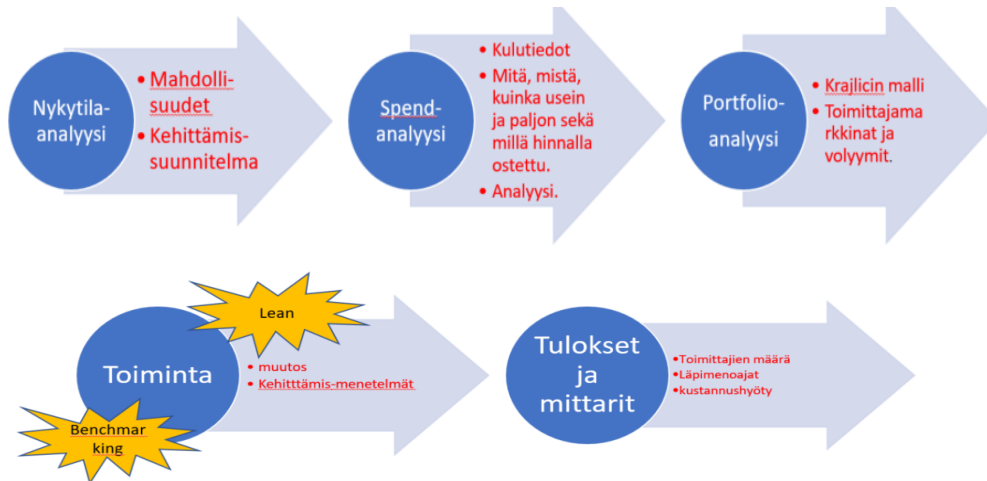 Nykytila-
analyysi
• Mahdolli-
suudet
• Kehittämis-
suunnitelma
Spend-
analyysi
• Kulutiedot
• Mitä, mistä,
kuinka usein
ja paljon sekä
millä hinnalla
ostettu.
• Analyysi.
Portfolio-
analyysi
• Krajlicin malli
• Toimittajama
rkkinat ja
volyymit.
Lean
Toiminta
• muutos
• Kehitttämis-menetelmät
Benchmar
king
Tulokset
ja
mittarit
•Toimittajien määrä
•Läpimenoajat
•kustannushyöty